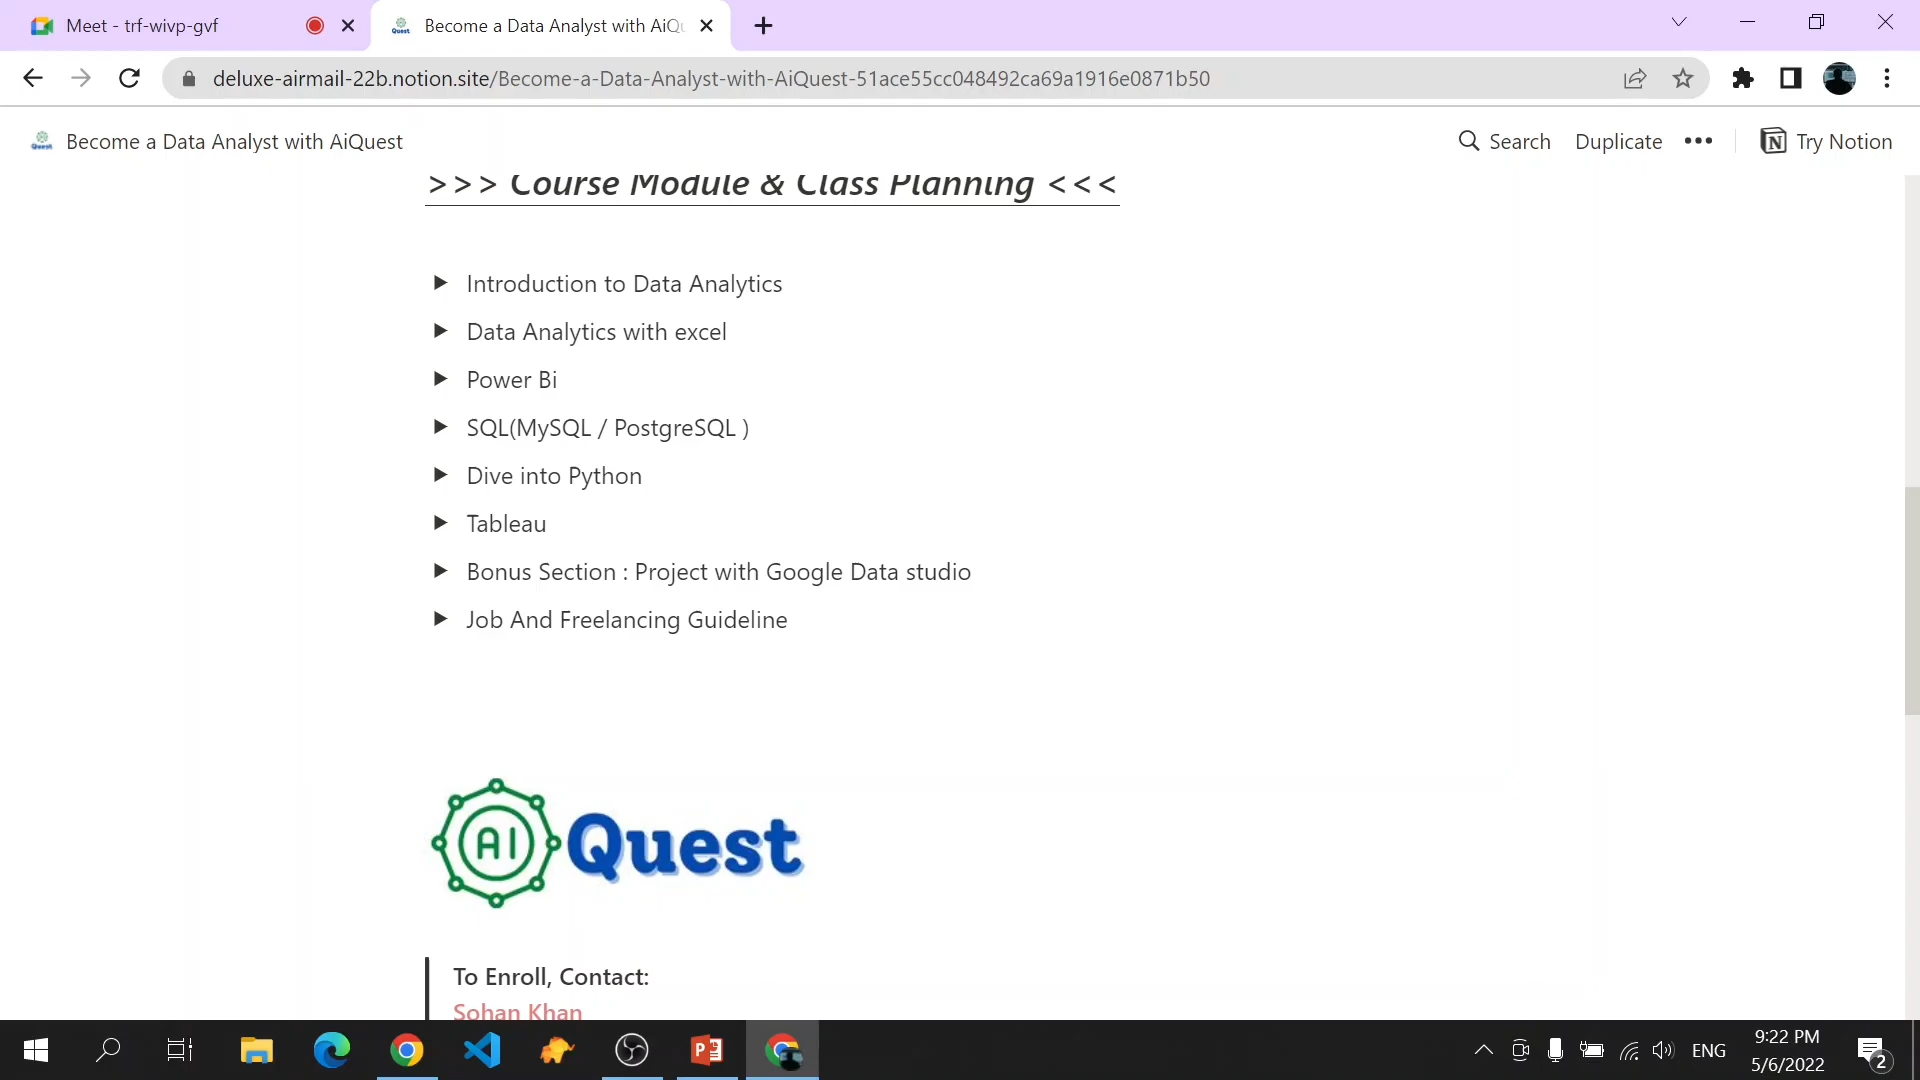 Meet - trf-wivp-gvf
Become a Data Analyst with AiQu
deluxe-airmail-22b.notion.site/Become-a-Data-Analyst-with-AiQuest-51ace55cc048492ca69a1916e0871b50
Become a Data Analyst with AiQuest
Search
Duplicate
Try Notion
>>> Course Module & Class Planning <<<
Introduction to Data Analytics
Data Analytics with excel
Power Bi
SQL(MySQL / PostgreSQL )
Dive into Python
Tableau
Bonus Section : Project with Google Data studio
Job And Freelancing Guideline
AI Quest
To Enroll, Contact:
Sohan Khan
ENG
9:22 PM
5/6/2022
2